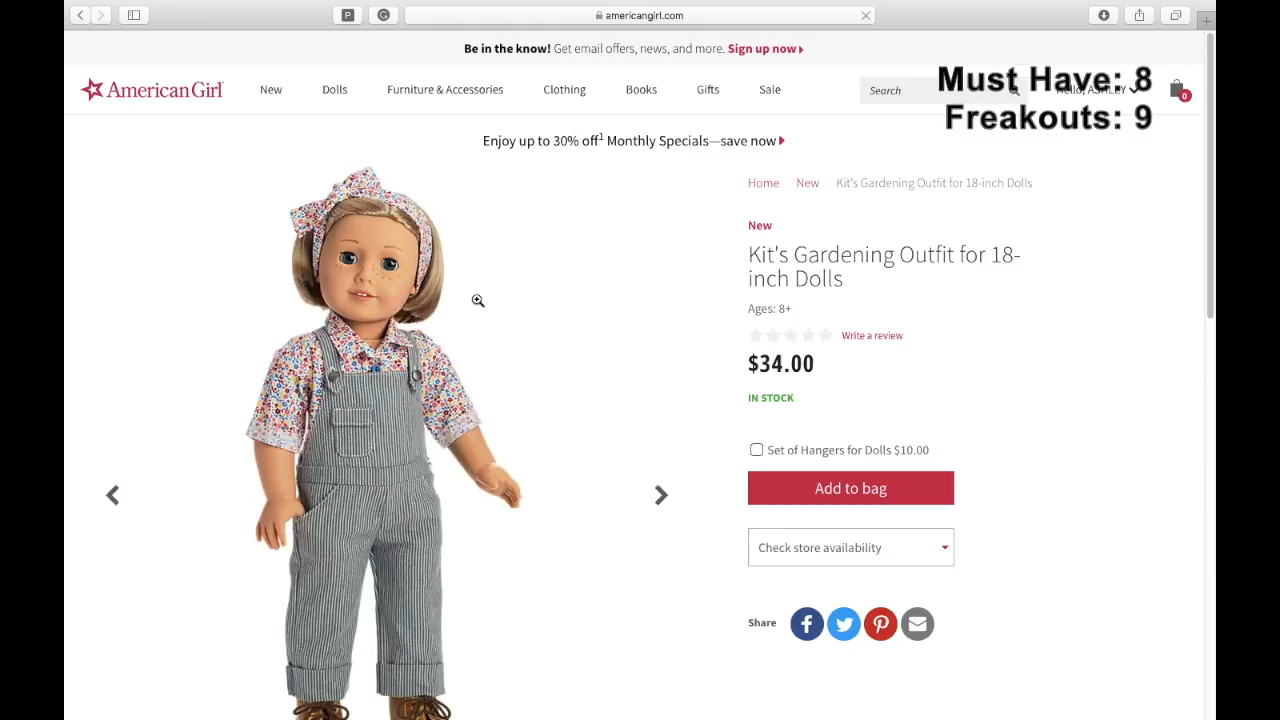 P
G
americangirl.com
Be in the know! Get email offers, news, and more. Sign up now
American Girl
New
Dolls
Furniture & Accessories
Clothing
Books
Gifts
Sale
Search
Hello, ASHLEY
0
Must Have: 8
Freakouts: 9
Enjoy up to 30% off¹ Monthly Specials—save now
Home New Kit's Gardening Outfit for 18-inch Dolls
New
Kit's Gardening Outfit for 18-
inch Dolls
Ages: 8+
Write a review
$34.00
IN STOCK
Set of Hangers for Dolls $10.00
Add to bag
Check store availability
Share